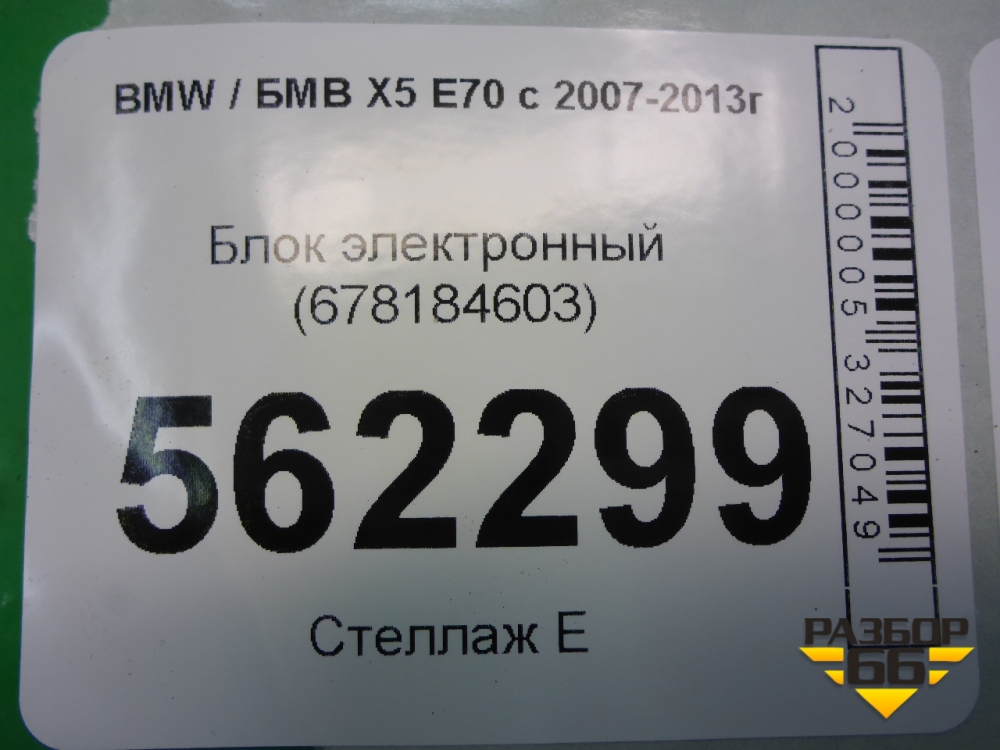 BMW / БМВ X5 E70 с 2007-2013г
Блок электронный
(678184603)
562299
Стеллаж Е
2000005327049
РАЗБОР
66